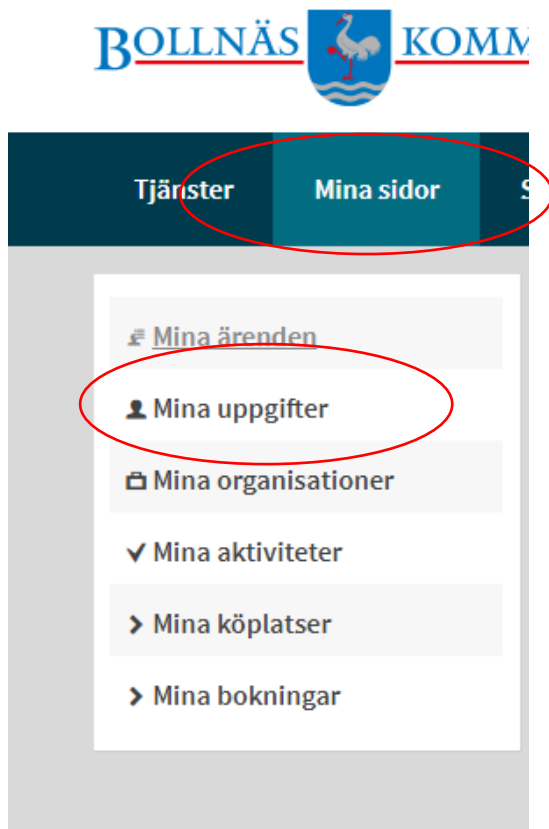 BOLLNÄS KOMM
Tjänster Mina sidor S
Mina ärenden
Mina uppgifter
Mina organisationer
Mina aktiviteter
Mina köplatser
Mina bokningar